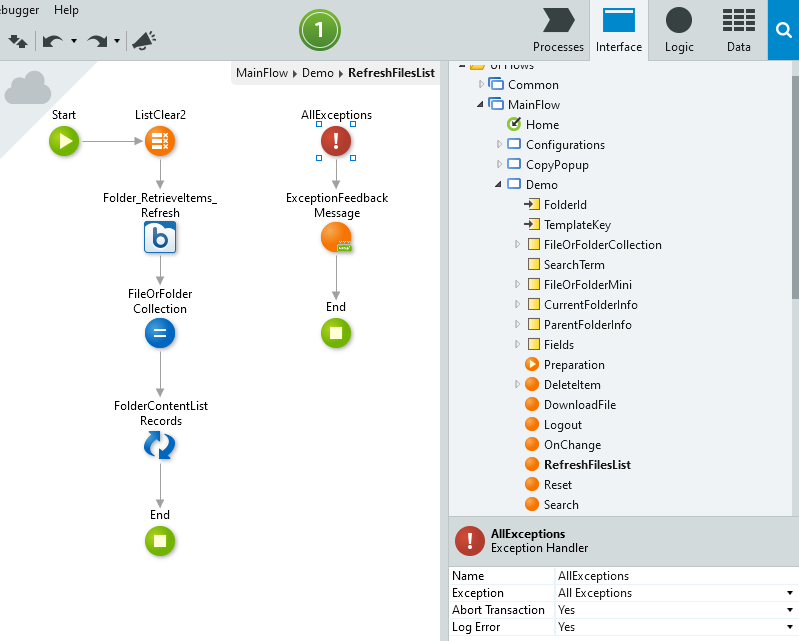 ebugger Help
1
Processes
Interface
Logic
Data
MainFlow Demo RefreshFilesList
Start
ListClear2
Folder_RetrieveItems_
Refresh
b
FileOrFolder
Collection
FolderContentList
Records
End
AllExceptions
ExceptionFeedback
Message
End
UI Flows
Common
MainFlow
Home
Configurations
CopyPopup
Demo
FolderId
TemplateKey
FileOrFolderCollection
SearchTerm
FileOrFolderMini
CurrentFolderInfo
ParentFolderInfo
Fields
Preparation
DeleteItem
DownloadFile
Logout
OnChange
RefreshFilesList
Reset
Search
AllExceptions
Exception Handler
Name AllExceptions
Exception All Exceptions
Abort Transaction Yes
Log Error Yes